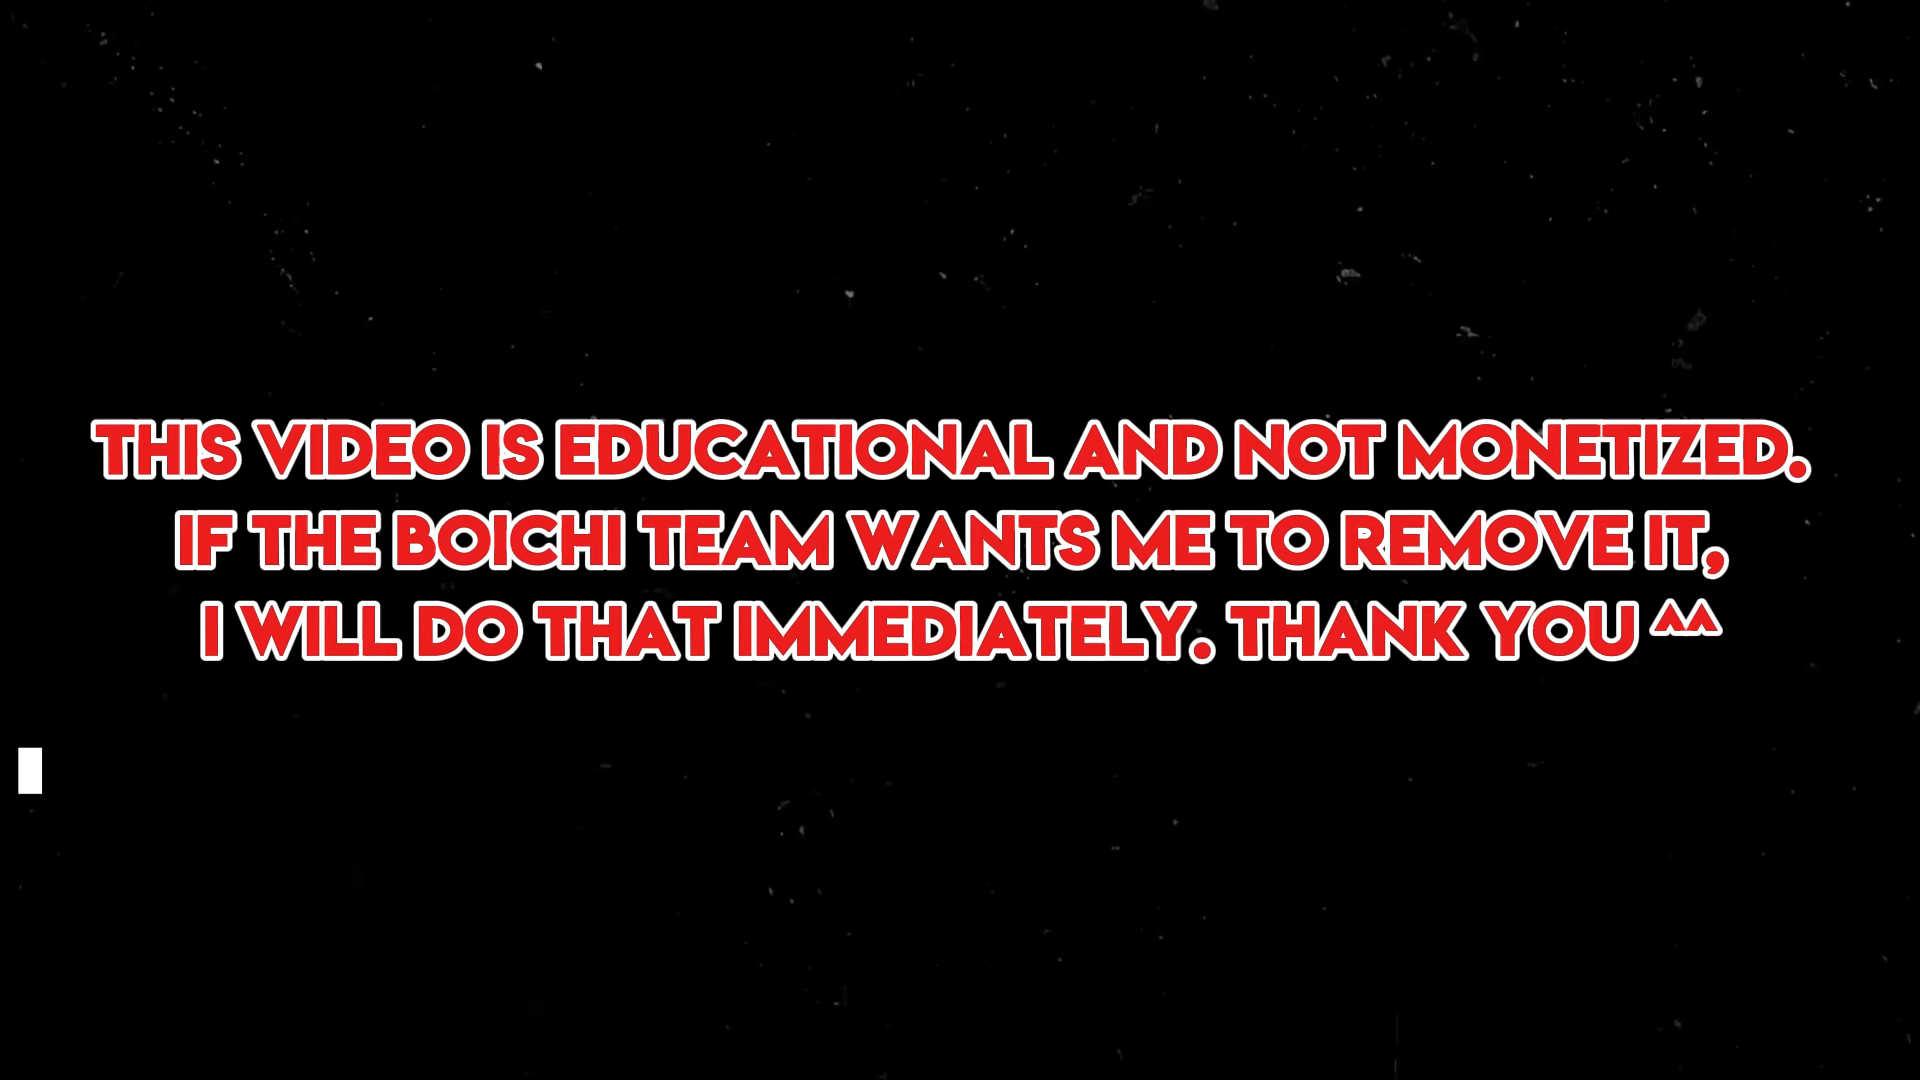 THIS VIDEO IS EDUCATIONAL AND NOT MONETIZED.
IF THE BOICHI TEAM WANTS ME TO REMOVE IT,
I WILL DO THAT IMMEDIATELY. THANK YOU ^^